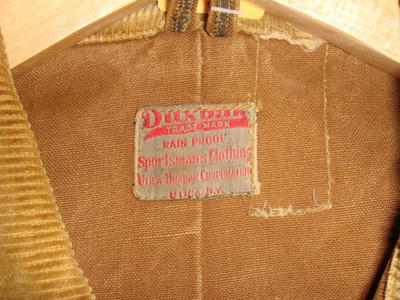 Duxbak
TRADE MARK
RAIN PROOF
Sportsman's Clothing
UTICA-DUXBAK CORPORATION
UTICA, N.Y.